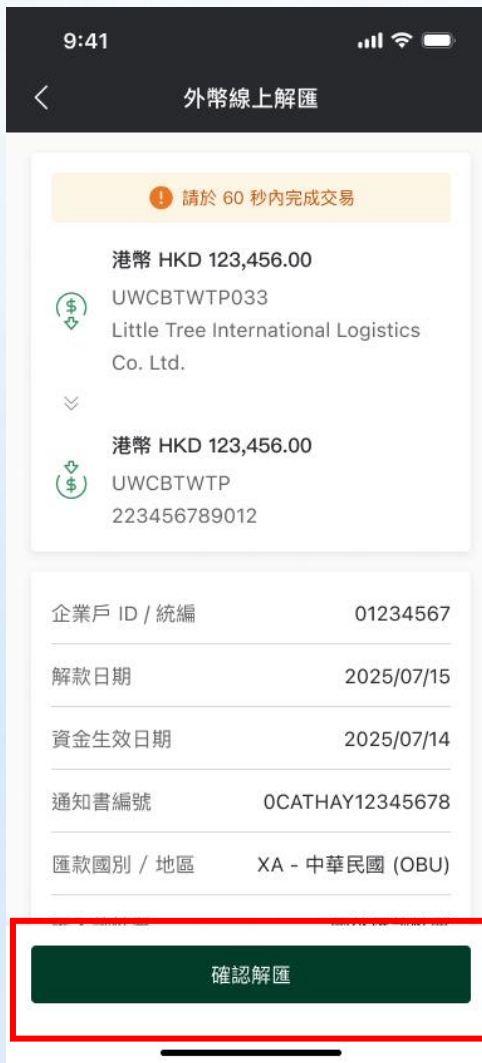 9:41
外幣線上解匯
請於 60 秒內完成交易
港幣 HKD 123,456.00
UWCBTWTP033
Little Tree International Logistics
Co. Ltd.
港幣 HKD 123,456.00
UWCBTWTP
223456789012
企業戶 ID / 統編 01234567
解款日期 2025/07/15
資金生效日期 2025/07/14
通知書編號 0CATHAY12345678
匯款國別 / 地區 XA - 中華民國 (OBU)
確認解匯